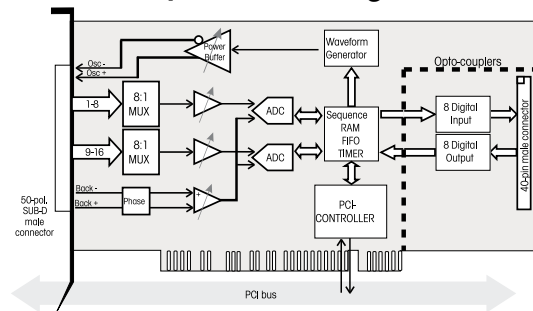 Power
Buffer
Osc -
Osc +
Waveform
Generator
Opto-couplers
1-8
8:1
MUX
ADC
Sequence
RAM
FIFO
TIMER
8 Digital
Input
9-16
8:1
MUX
ADC
8 Digital
Output
40-pin male connector
Back -
Back +
Phase
+
PCI-
CONTROLLER
50-pol.
SUB-D
male
connector
PCI bus